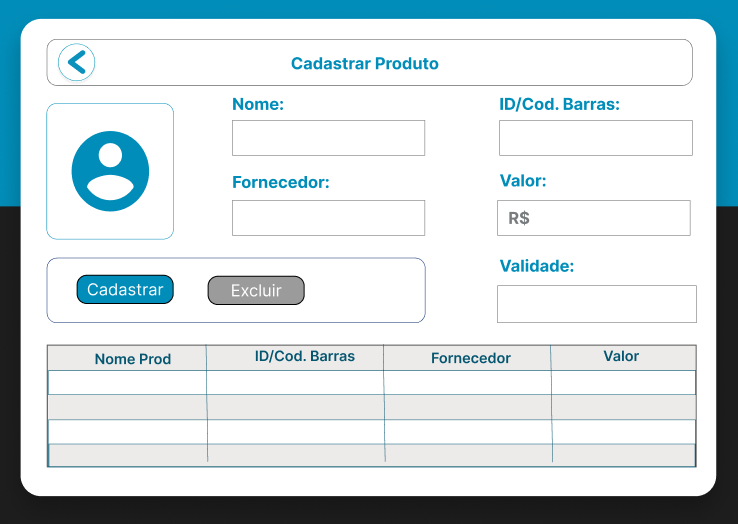 Cadastrar Produto
Nome:
ID/Cod. Barras:
Fornecedor:
Valor:
R$
Validade:
Cadastrar
Excluir
Nome Prod
ID/Cod. Barras
Fornecedor
Valor